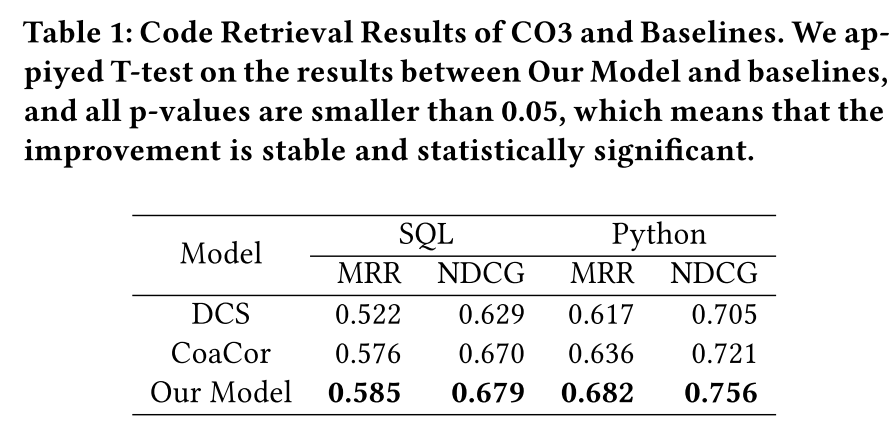 Table 1: Code Retrieval Results of CO3 and Baselines. We ap-
piyed T-test on the results between Our Model and baselines,
and all p-values are smaller than 0.05, which means that the
improvement is stable and statistically significant.
Model SQL Python
MRR NDCG MRR NDCG
DCS 0.522 0.629 0.617 0.705
CoaCor 0.576 0.670 0.636 0.721
Our Model 0.585 0.679 0.682 0.756